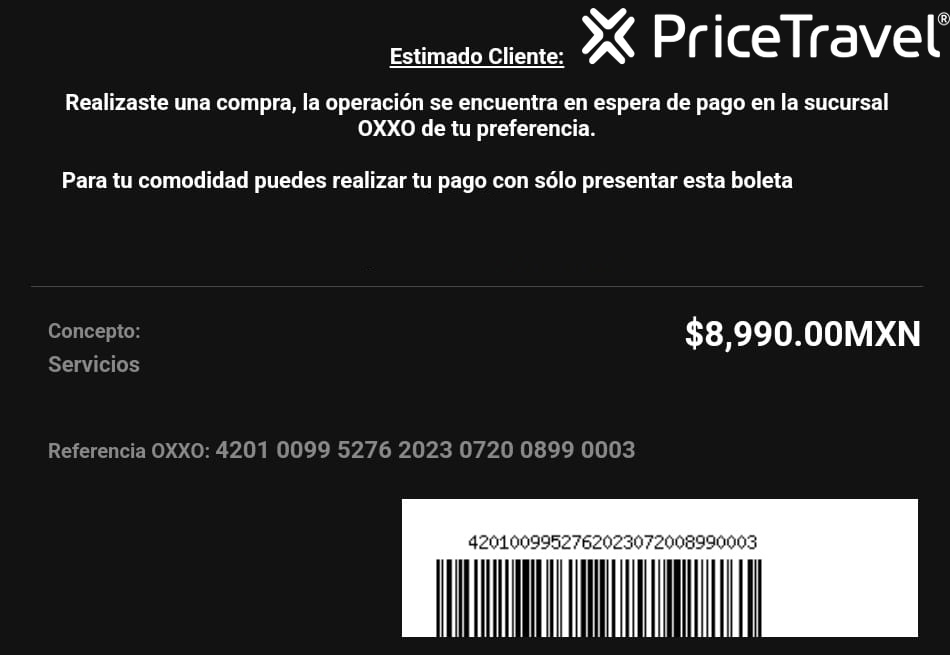 PriceTravel®
Estimado Cliente:
Realizaste una compra, la operación se encuentra en espera de pago en la sucursal
OXXO de tu preferencia.
Para tu comodidad puedes realizar tu pago con sólo presentar esta boleta
Concepto:
$8,990.00MXN
Servicios
Referencia OXXO: 4201 0099 5276 2023 0720 0899 0003
4201009952762023072008990003